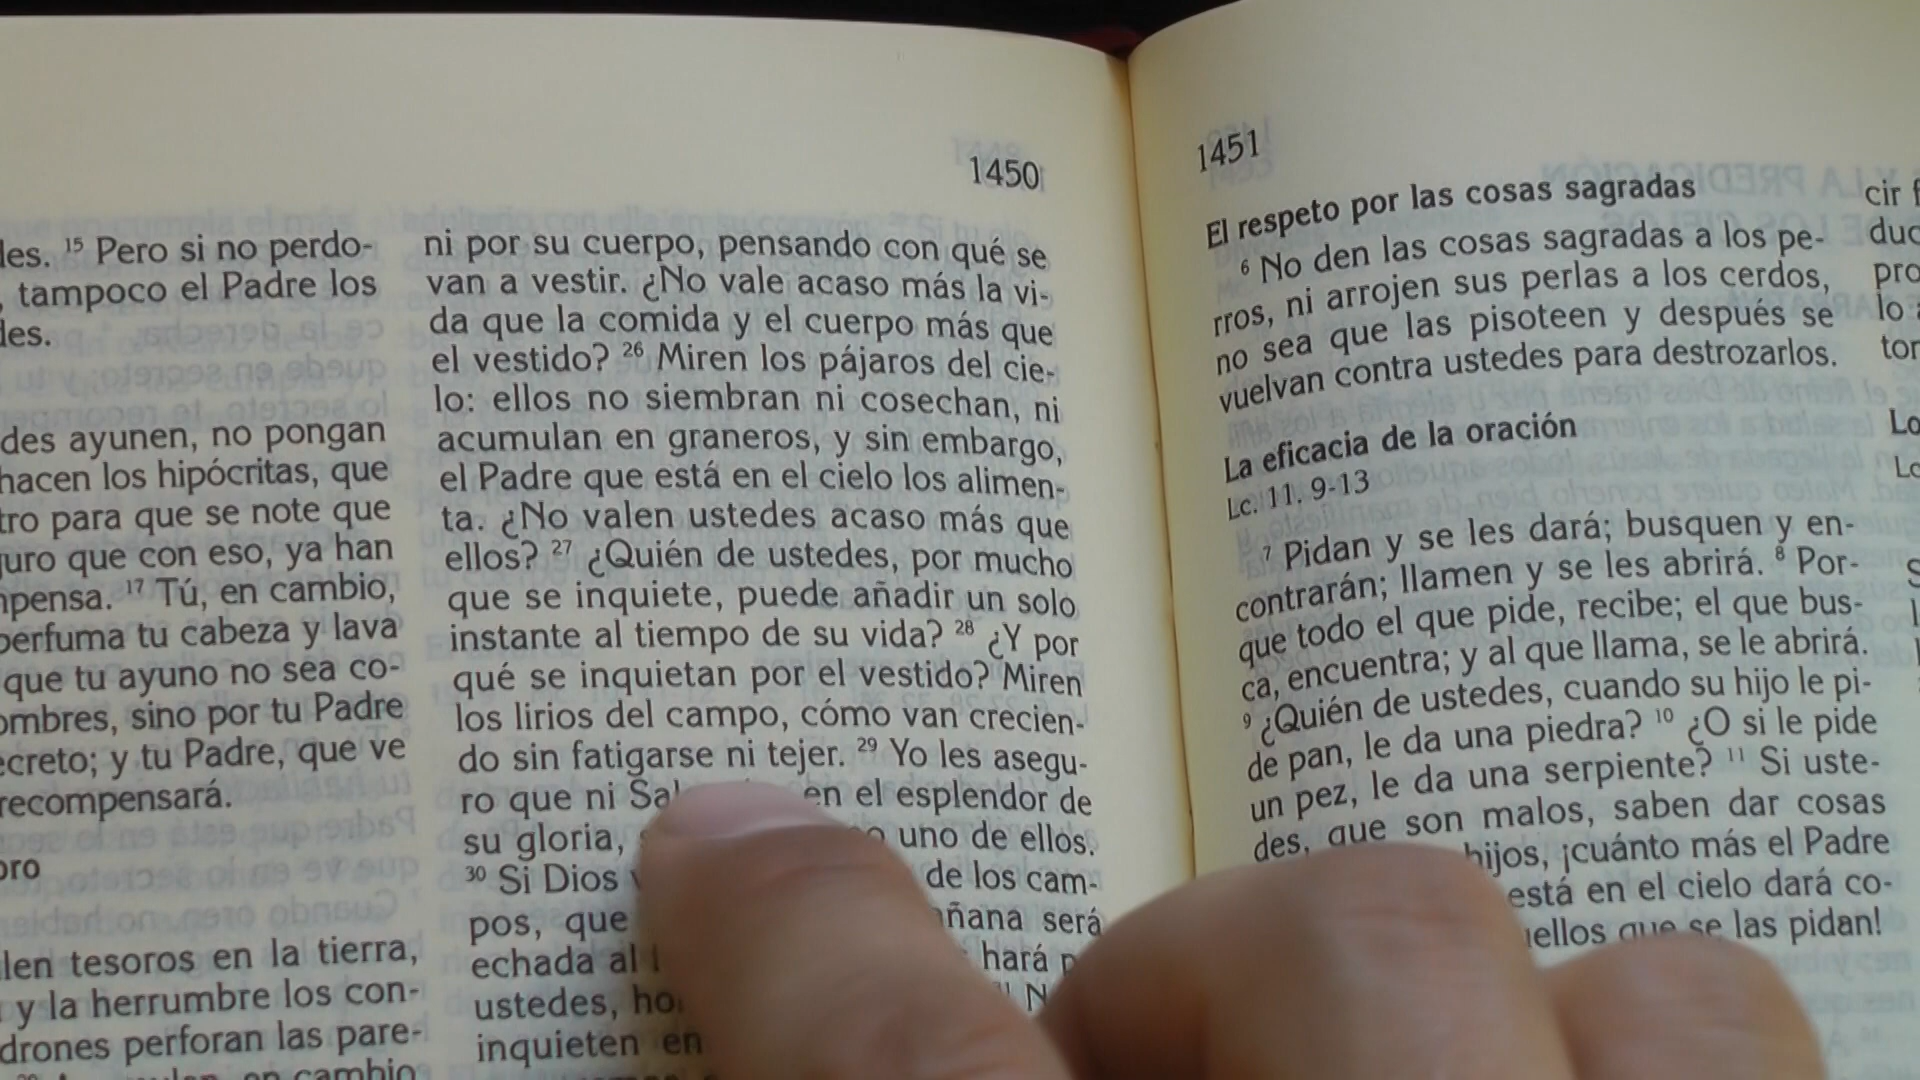 1450
les. 15 Pero si no perdo-
, tampoco el Padre los
les.
des ayunen, no pongan
hacen los hipócritas, que
tro para que se note que
uro que con eso, ya han
pensa. 17 Tú, en cambio,
perfuma tu cabeza y lava
que tu ayuno no sea co-
ombres, sino por tu Padre
ecreto; y tu Padre, que ve
recompensará.
oro
len tesoros en la tierra,
y la herrumbre los con-
drones perforan las pare-
en cambio
ni por su cuerpo, pensando con qué se
van a vestir. ¿No vale acaso más la vi-
da que la comida y el cuerpo más que
el vestido? 26 Miren los pájaros del cie-
lo: ellos no siembran ni cosechan, ni
acumulan en graneros, y sin embargo,
el Padre que está en el cielo los alimen-
ta. ¿No valen ustedes acaso más que
ellos? 27 ¿Quién de ustedes, por mucho
que se inquiete, puede añadir un solo
instante al tiempo de su vida? 28 ¿Y por
qué se inquietan por el vestido? Miren
los lirios del campo, cómo van crecien-
do sin fatigarse ni tejer. 29 Yo les asegu-
ro que ni Sal en el esplendor de
su gloria, uno de ellos.
30 Si Dios de los cam-
pos, que ñana será
echada al hará
ustedes, N
inquieten en
1451
El respeto por las cosas sagradas
6 No den las cosas sagradas a los pe-
rros, ni arrojen sus perlas a los cerdos,
no sea que las pisoteen y después se
vuelvan contra ustedes para destrozarlos.
La eficacia de la oración
Lc. 11. 9-13
7 Pidan y se les dará; busquen y en-
contrarán; llamen y se les abrirá. 8 Por-
que todo el que pide, recibe; el que bus-
ca, encuentra; y al que llama, se le abrirá.
9 ¿Quién de ustedes, cuando su hijo le pi-
de pan, le da una piedra? 10 ¿O si le pide
un pez, le da una serpiente? 11 Si uste-
des, que son malos, saben dar cosas
hijos, ¡cuánto más el Padre
está en el cielo dará co-
ellos que se las pidan!
cir f
duc
pro
lo
tor
Lo
Lc